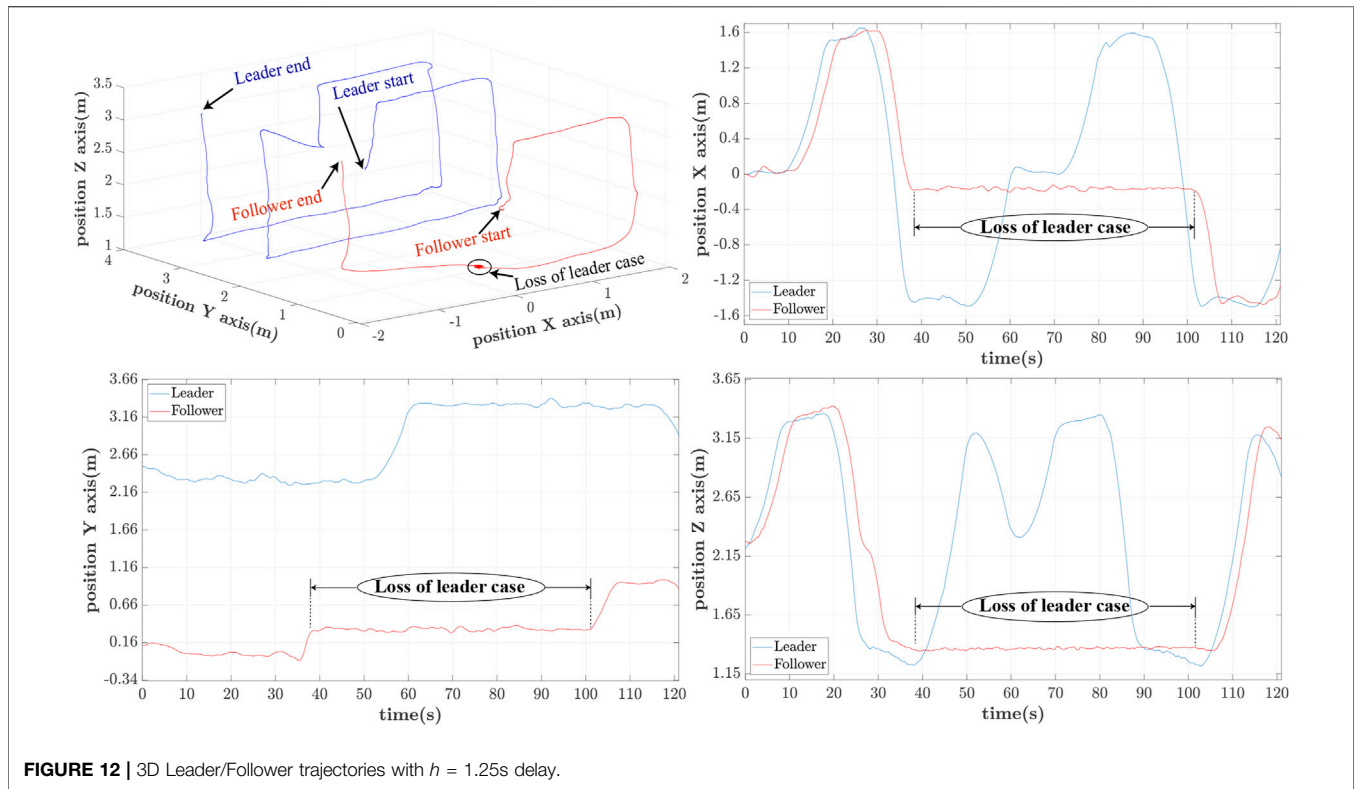 3.5
3
2.5
2
1.5
1
position Z axis(m)
4
3
2
1
0
position Y axis(m)
-2
-1
0
1
2
position X axis(m)
Leader end
Leader start
Follower end
Follower start
Loss of leader case
1.6
1.2
0.8
0.4
0
-0.4
-0.8
-1.2
-1.6
position X axis(m)
Loss of leader case
Leader
Follower
0 10 20 30 40 50 60 70 80 90 100 110 120
time(s)
3.66
3.16
2.66
2.16
1.66
1.16
0.66
0.16
-0.34
position Y axis(m)
Leader
Follower
Loss of leader case
0 10 20 30 40 50 60 70 80 90 100 110 120
time(s)
3.65
3.15
2.65
2.15
1.65
1.15
position Z axis(m)
Loss of leader case
Leader
Follower
0 10 20 30 40 50 60 70 80 90 100 110 120
time(s)
FIGURE 12 | 3D Leader/Follower trajectories with h = 1.25s delay.